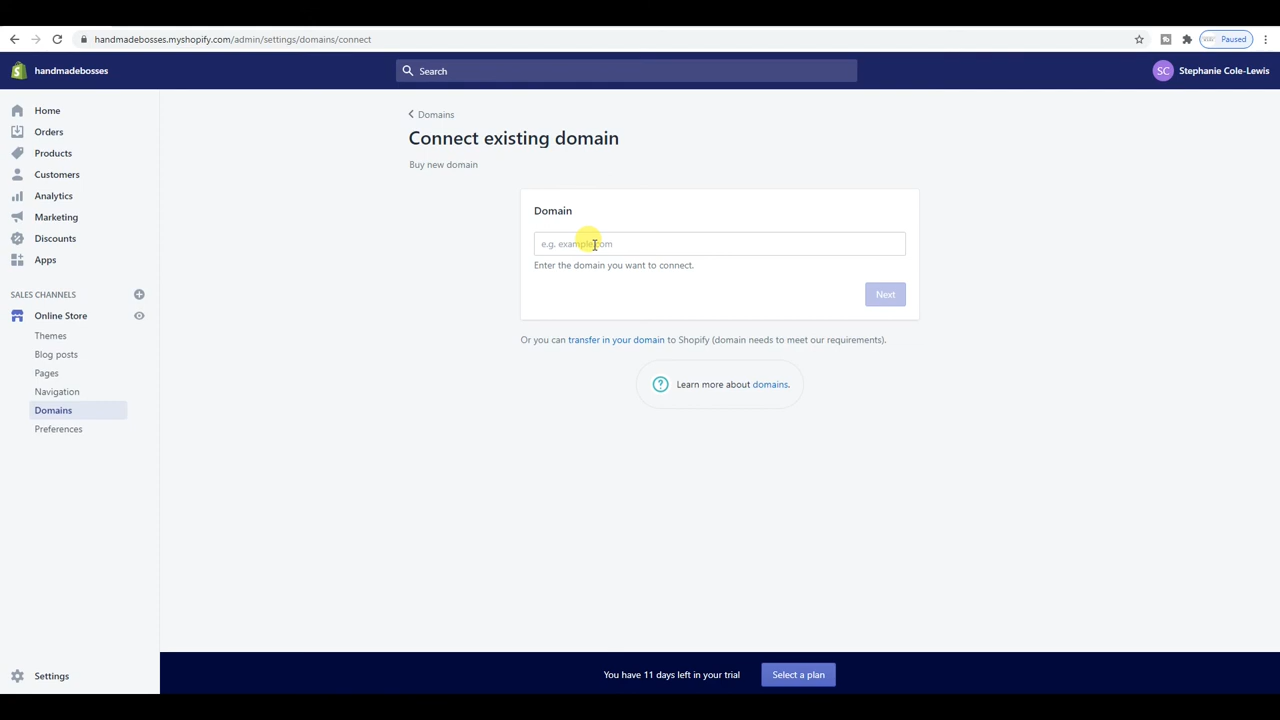 handmadebosses.myshopify.com/admin/settings/domains/connect
Paused
handmadebosses
Search
SC
Stephanie Cole-Lewis
Home
Orders
Products
Customers
Analytics
Marketing
Discounts
Apps
SALES CHANNELS
Online Store
Themes
Blog posts
Pages
Navigation
Domains
Preferences
Settings
Domains
Connect existing domain
Buy new domain
Domain
e.g. example.com
Enter the domain you want to connect.
Next
Or you can transfer in your domain to Shopify (domain needs to meet our requirements).
Learn more about domains.
You have 11 days left in your trial
Select a plan